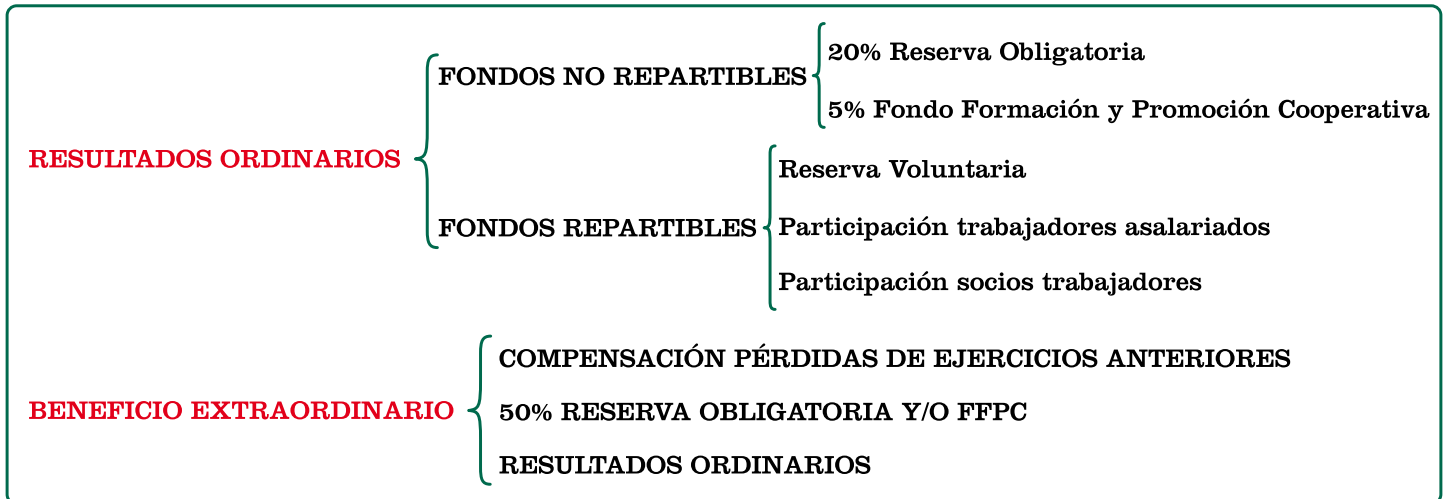 RESULTADOS ORDINARIOS
FONDOS NO REPARTIBLES
20% Reserva Obligatoria
5% Fondo Formación y Promoción Cooperativa
FONDOS REPARTIBLES
Reserva Voluntaria
Participación trabajadores asalariados
Participación socios trabajadores
BENEFICIO EXTRAORDINARIO
COMPENSACIÓN PÉRDIDAS DE EJERCICIOS ANTERIORES
50% RESERVA OBLIGATORIA Y/O FFPC
RESULTADOS ORDINARIOS